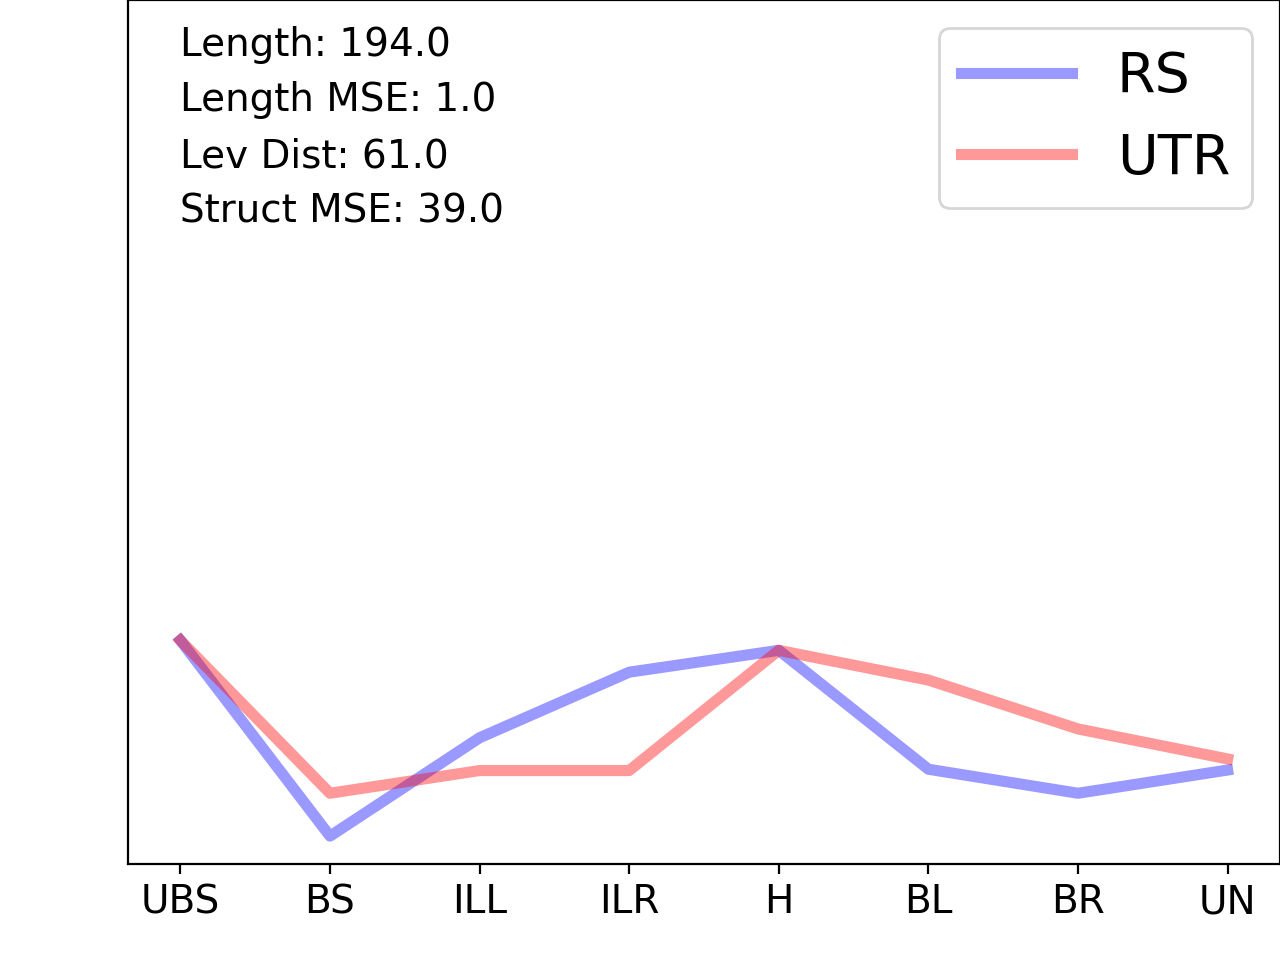 Length: 194.0
Length MSE: 1.0
Lev Dist: 61.0
Struct MSE: 39.0
RS
UTR
UBS BS ILL ILR H BL BR UN